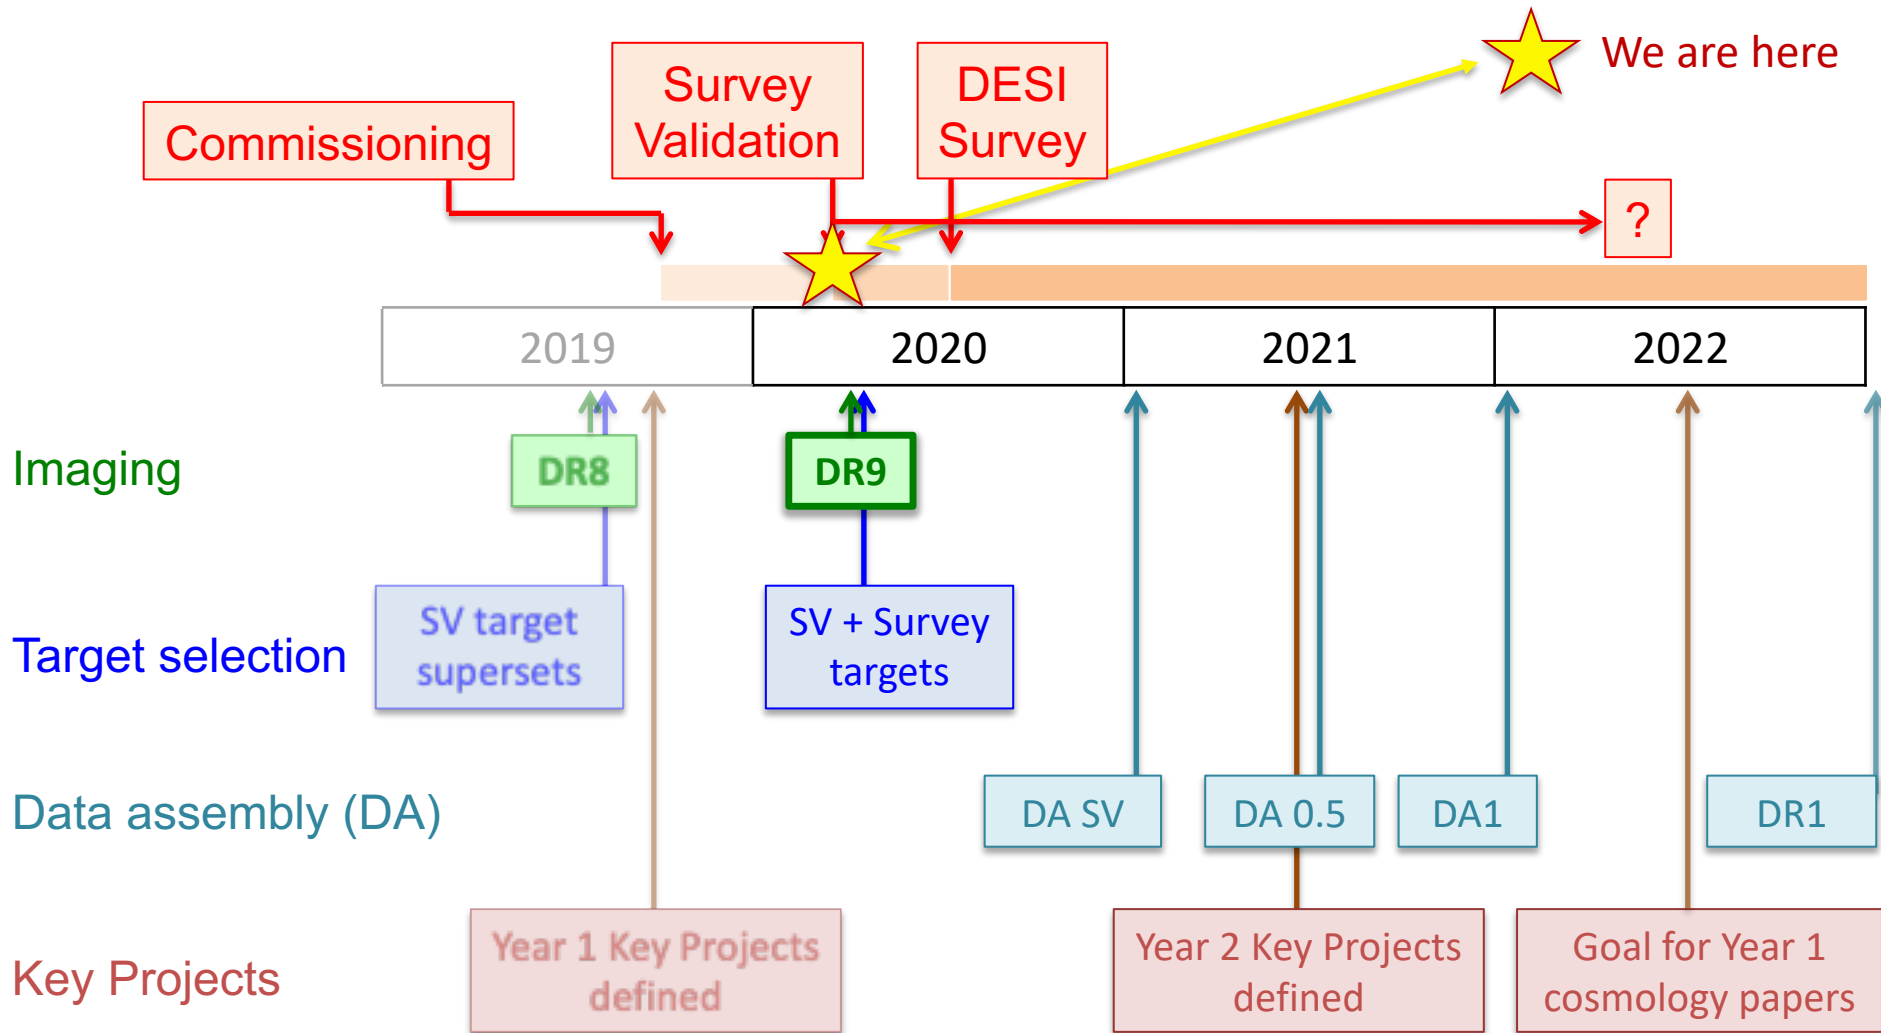 We are here
Survey
Validation
DESI
Survey
Commissioning
?
2019
2020
2021
2022
Imaging
DR8
DR9
Target selection
SV target
supersets
SV + Survey
targets
Data assembly (DA)
DA SV
DA 0.5
DA1
DR1
Key Projects
Year 1 Key Projects
defined
Year 2 Key Projects
defined
Goal for Year 1
cosmology papers